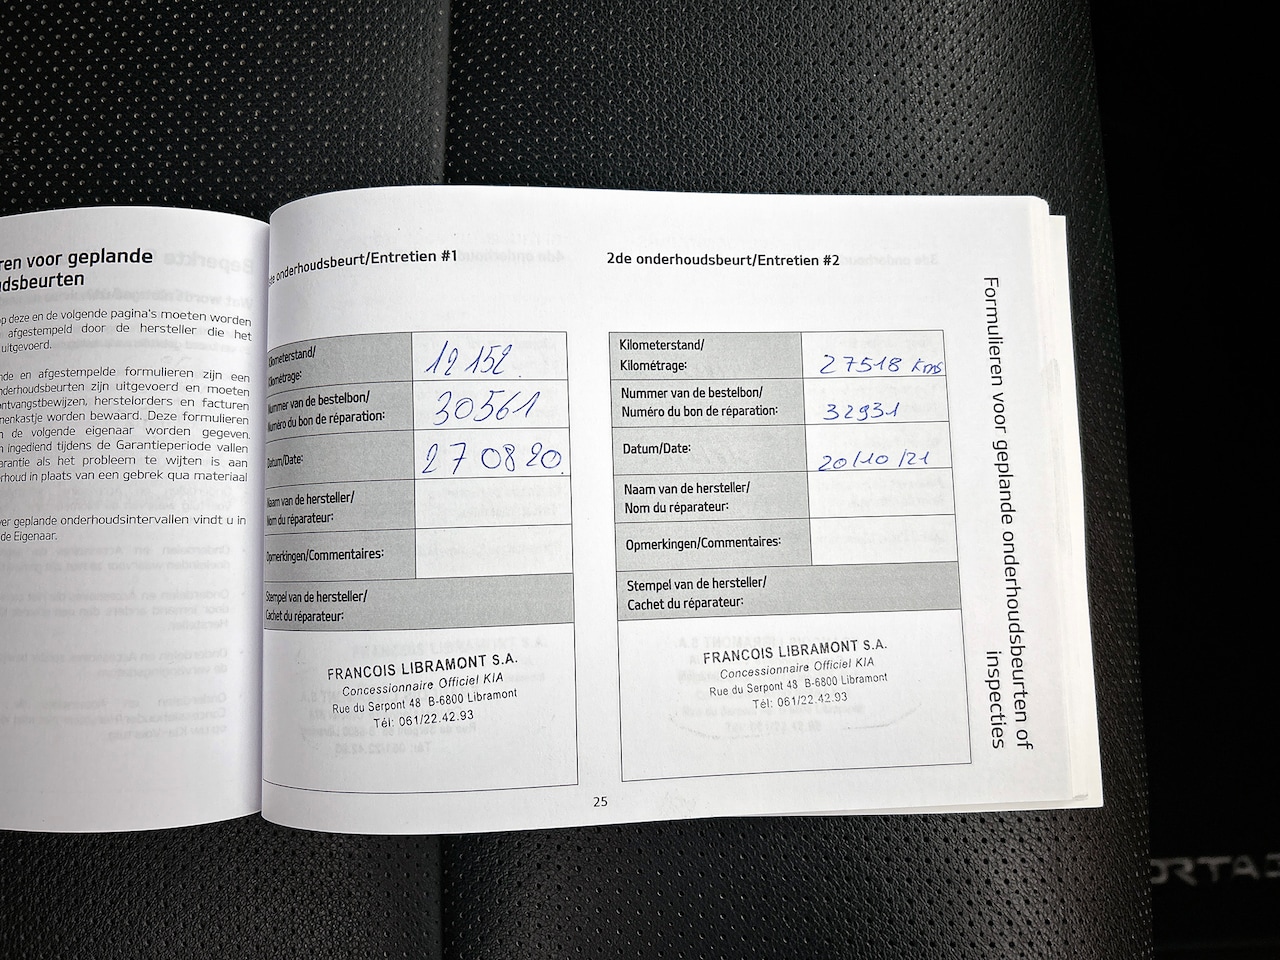 ren voor geplande
dsbeurten
op deze en de volgende pagina's moeten worden
afgestempeld door de hersteller die het
uitgevoerd.
nde en afgestempelde formulieren zijn een
nderhoudsbeurten zijn uitgevoerd en moeten
ontvangstbewijzen, herstelorders en facturen
nenkastje worden bewaard. Deze formulieren
n de volgende eigenaar worden gegeven.
n ingediend tijdens de Garantieperiode vallen
arantie als het probleem te wijten is aan
rhoud in plaats van een gebrek qua materiaal
ver geplande onderhoudsintervallen vindt u in
de Eigenaar.
ste onderhoudsbeurt/Entretien #1
Kilometerstand/
Kilométrage:
12 152
Nummer van de bestelbon/
Numéro du bon de réparation:
30561
Datum/Date:
27 08 20
Naam van de hersteller/
Nom du réparateur:
Opmerkingen/Commentaires:
Stempel van de hersteller/
Cachet du réparateur:
FRANCOIS LIBRAMONT S.A.
Concessionnaire Officiel KIA
Rue du Serpont 48 B-6800 Libramont
Tél: 061/22.42.93
2de onderhoudsbeurt/Entretien #2
Kilometerstand/
Kilométrage:
27518 kms
Nummer van de bestelbon/
Numéro du bon de réparation:
32931
Datum/Date:
20/10/21
Naam van de hersteller/
Nom du réparateur:
Opmerkingen/Commentaires:
Stempel van de hersteller/
Cachet du réparateur:
FRANCOIS LIBRAMONT S.A.
Concessionnaire Officiel KIA
Rue du Serpont 48 B-6800 Libramont
Tél: 061/22.42.93
Formulieren voor geplande onderhoudsbeurten of
inspecties
25
ORTA